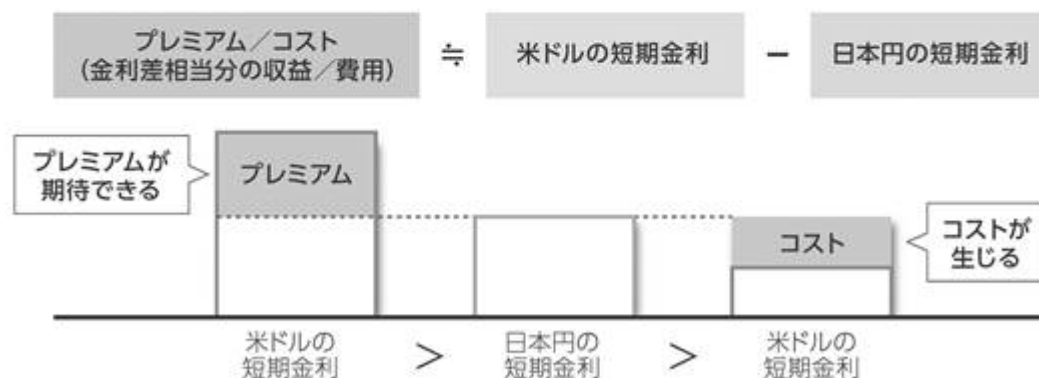 プレミアム／コスト
（金利差相当分の収益／費用）
≒
米ドルの短期金利
－
日本円の短期金利
プレミアムが
期待できる
プレミアム
コスト
コストが
生じる
米ドルの
短期金利
＞
日本円の
短期金利
＞
米ドルの
短期金利